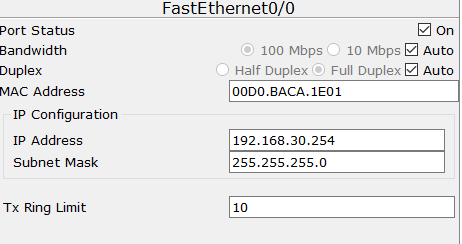 FastEthernet0/0
Port Status On
Bandwidth 100 Mbps 10 Mbps Auto
Duplex Half Duplex Full Duplex Auto
MAC Address 00D0.BACA.1E01
IP Configuration
IP Address 192.168.30.254
Subnet Mask 255.255.255.0
Tx Ring Limit 10